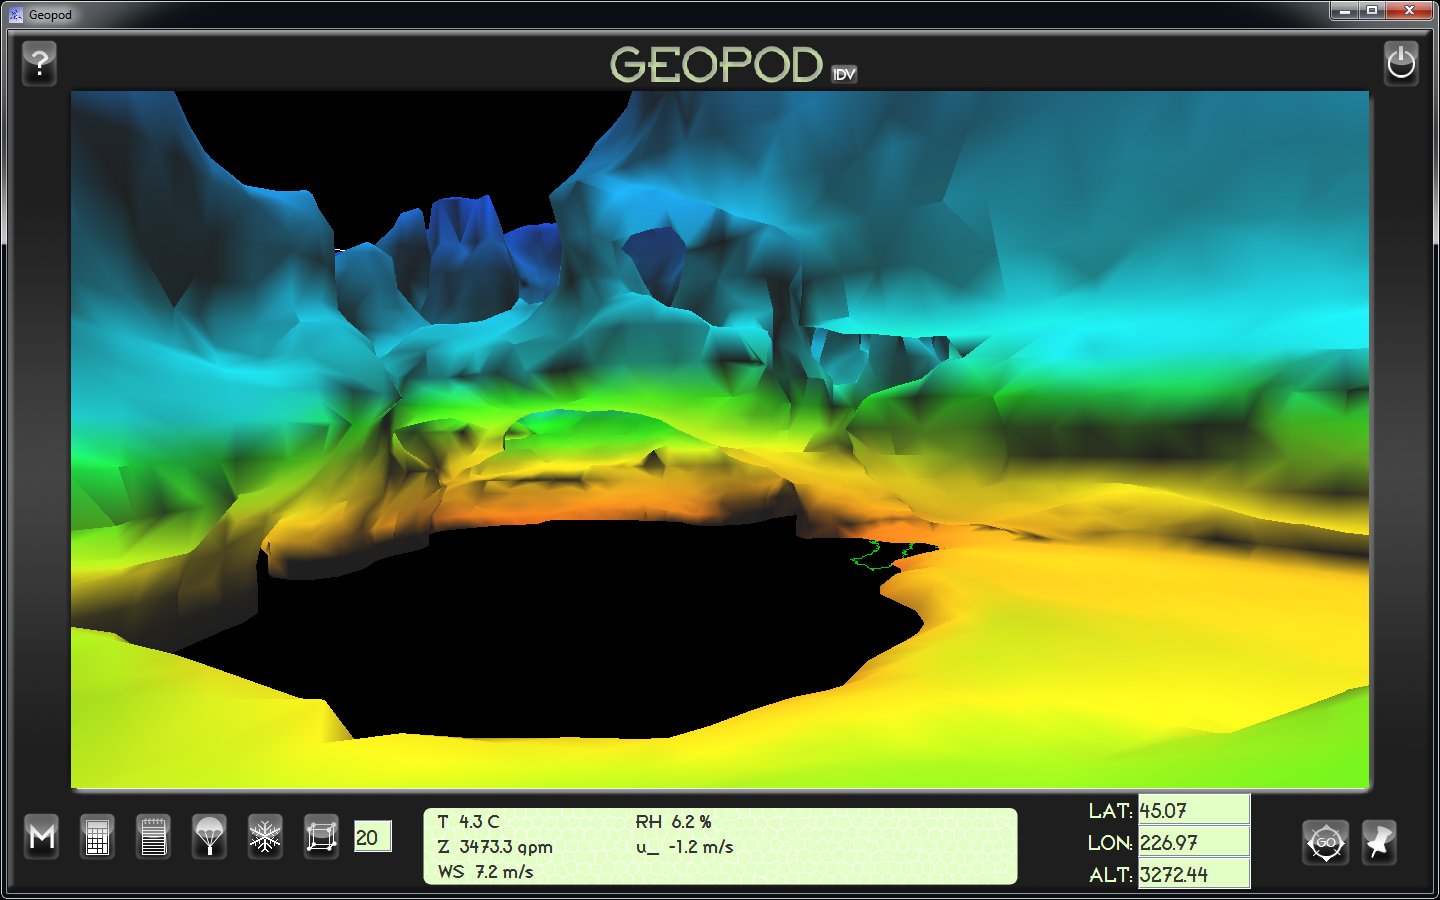 Geopod
?
GEOPOD IDV
M
20
T 4.3 C RH 6.2 %
Z 3473.3 gpm u_ -1.2 m/s
WS 7.2 m/s
LAT: 45.07
LON: 226.97
ALT: 3272.44
GO